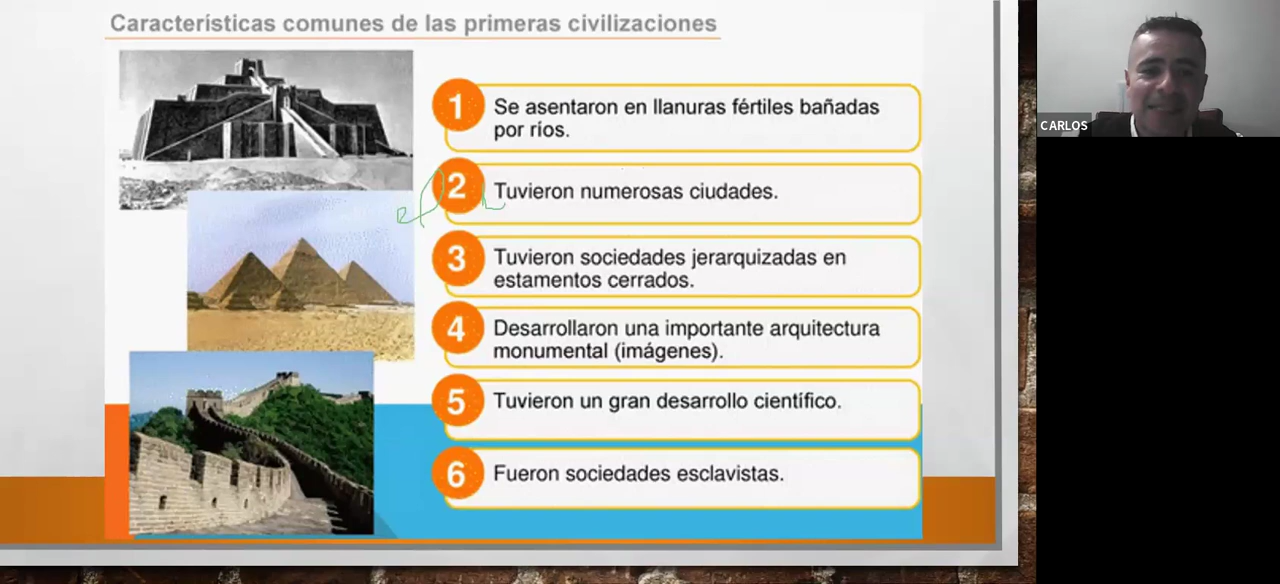 Características comunes de las primeras civilizaciones
1 Se asentaron en llanuras fértiles bañadas
por ríos.
2 Tuvieron numerosas ciudades.
3 Tuvieron sociedades jerarquizadas en
estamentos cerrados.
4 Desarrollaron una importante arquitectura
monumental (imágenes).
5 Tuvieron un gran desarrollo científico.
6 Fueron sociedades esclavistas.
CARLOS